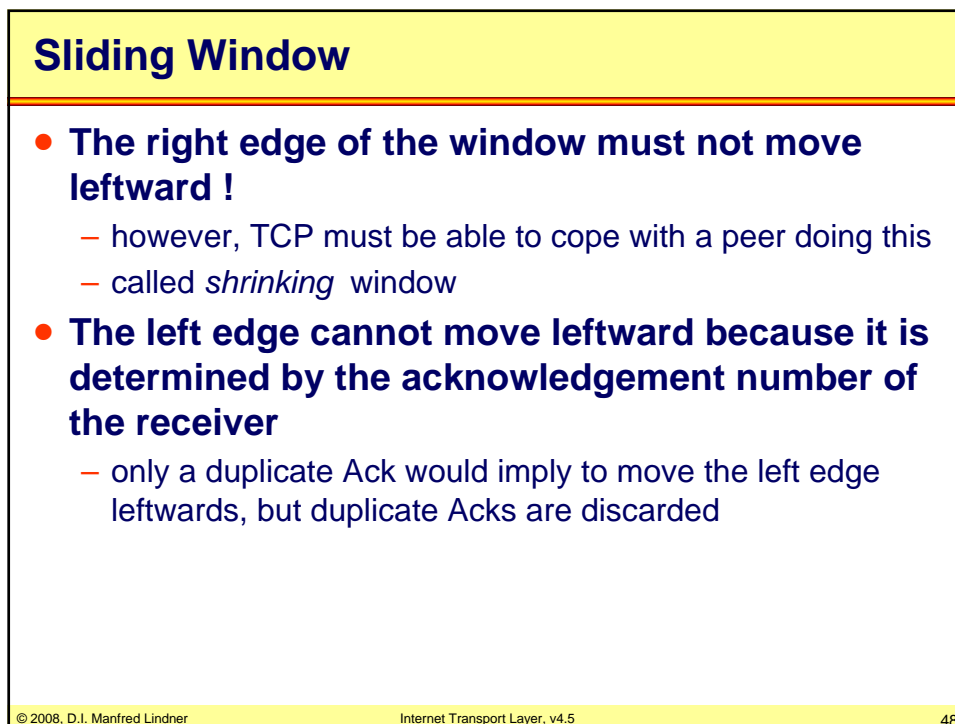 Sliding Window
• The right edge of the window must not move
leftward !
– however, TCP must be able to cope with a peer doing this
– called shrinking window
• The left edge cannot move leftward because it is
determined by the acknowledgement number of
the receiver
– only a duplicate Ack would imply to move the left edge
leftwards, but duplicate Acks are discarded
© 2008, D.I. Manfred Lindner
Internet Transport Layer, v4.5
48